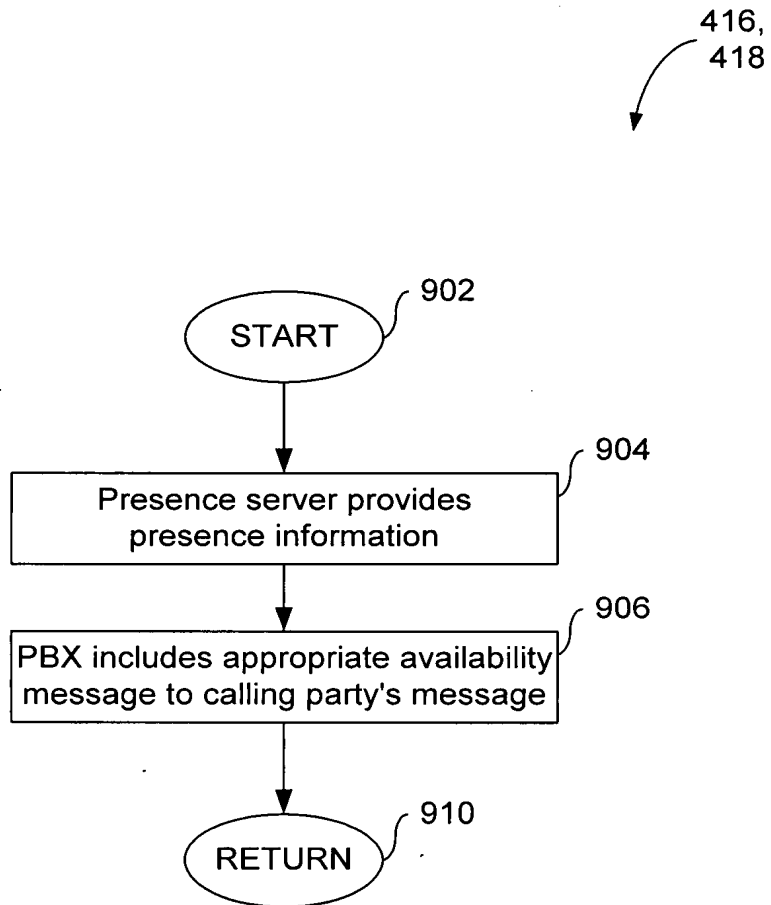 416,
418
902
START
904
Presence server provides
presence information
906
PBX includes appropriate availability
message to calling party's message
910
RETURN